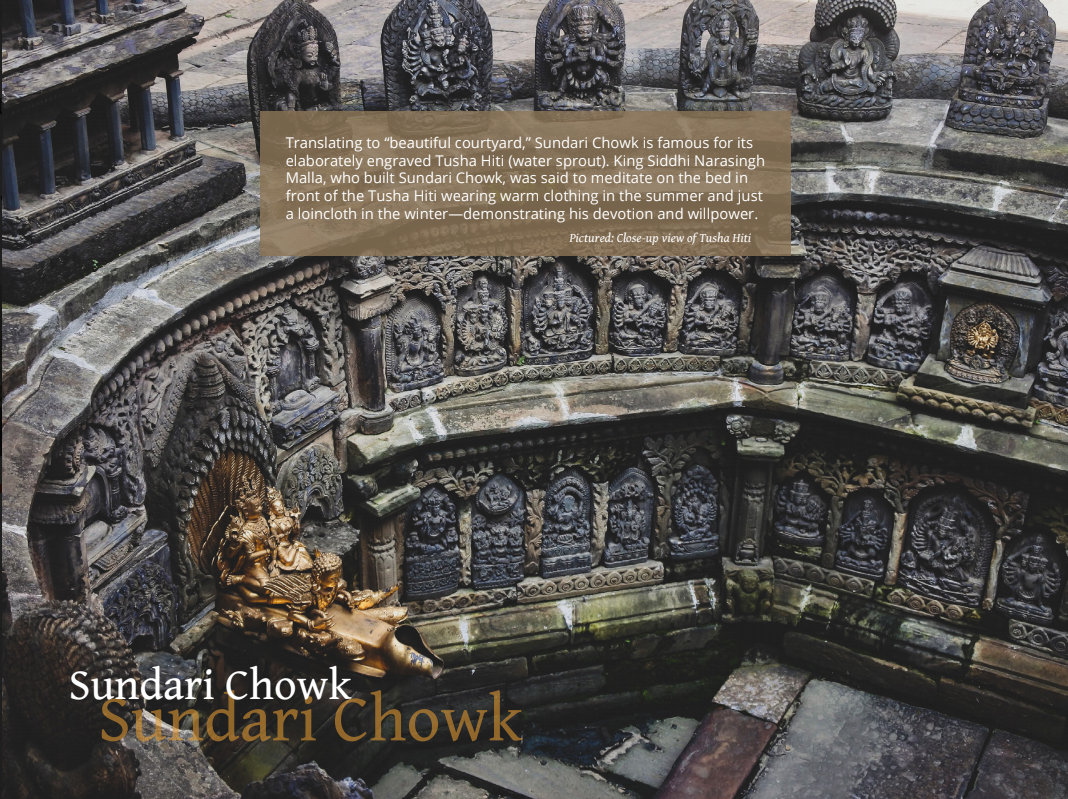 Translating to “beautiful courtyard,” Sundari Chowk is famous for its
elaborately engraved Tusha Hiti (water sprout). King Siddhi Narasingh
Malla, who built Sundari Chowk, was said to meditate on the bed in
front of the Tusha Hiti wearing warm clothing in the summer and just
a loincloth in the winter—demonstrating his devotion and willpower.
Pictured: Close-up view of Tusha Hiti
Sundari Chowk
Sundari Chowk